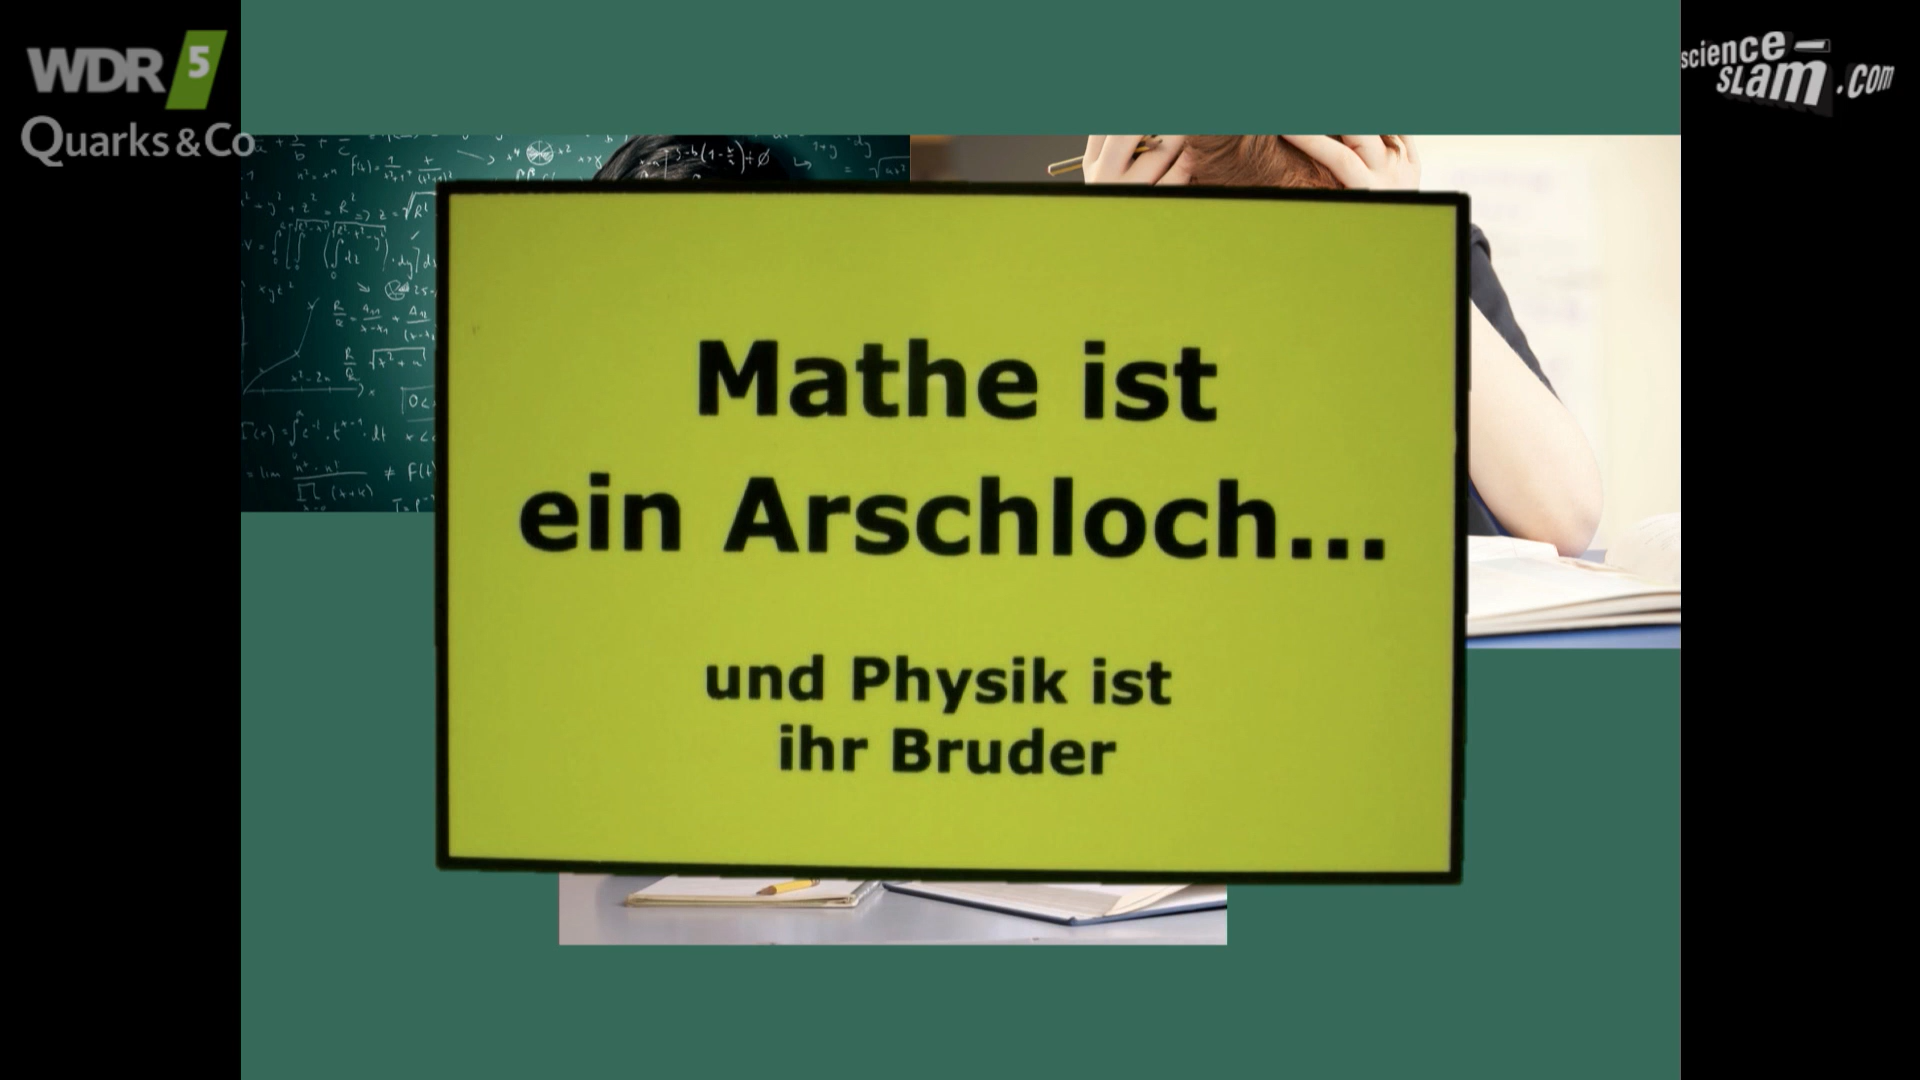 WDR 5
Quarks & Co
science-
SLam.com
Mathe ist
ein Arschloch...
und Physik ist
ihr Bruder